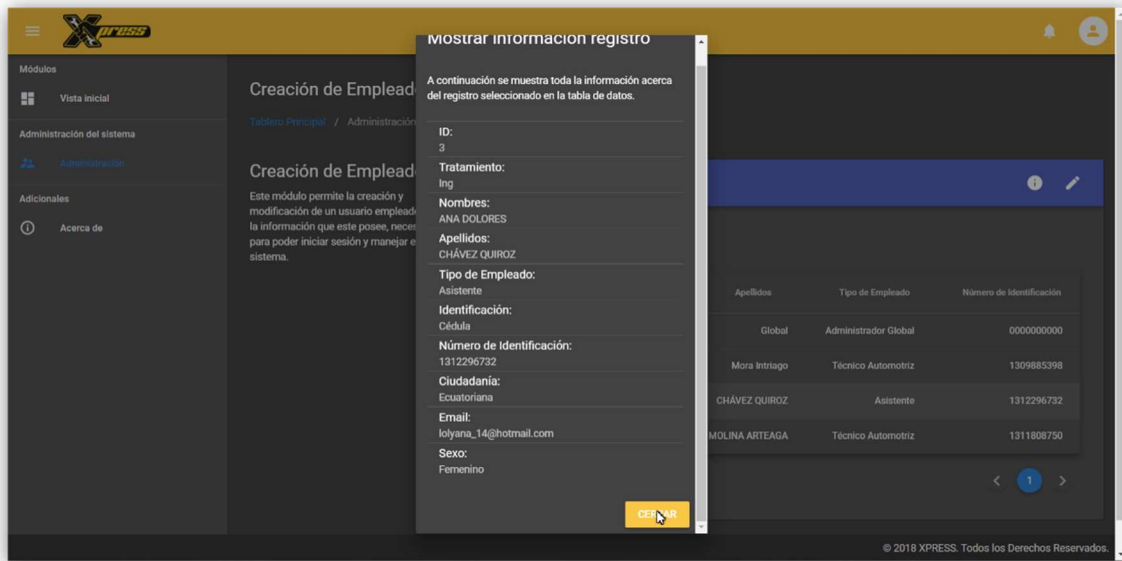 Xpress
Módulos
Vista inicial
Administración del sistema
Administración
Adicionales
Acerca de
Creación de Emplead
Tablero Principal / Administración
Creación de Emplead
Este módulo permite la creación y
modificación de un usuario emplead
la información que este posee, neces
para poder iniciar sesión y manejar e
sistema.
Mostrar información registro
A continuación se muestra toda la información acerca
del registro seleccionado en la tabla de datos.
ID:
3
Tratamiento:
Ing
Nombres:
ANA DOLORES
Apellidos:
CHÁVEZ QUIROZ
Tipo de Empleado:
Asistente
Identificación:
Cédula
Número de Identificación:
1312296732
Ciudadanía:
Ecuatoriana
Email:
lolyana_14@hotmail.com
Sexo:
Femenino
CERRAR
Apellidos Tipo de Empleado Número de Identificación
Global Administrador Global 0000000000
Mora Intriago Técnico Automotríz 1309885398
CHÁVEZ QUIROZ Asistente 1312296732
MOLINA ARTEAGA Técnico Automotríz 1311808750
1
© 2018 XPRESS. Todos los Derechos Reservados.